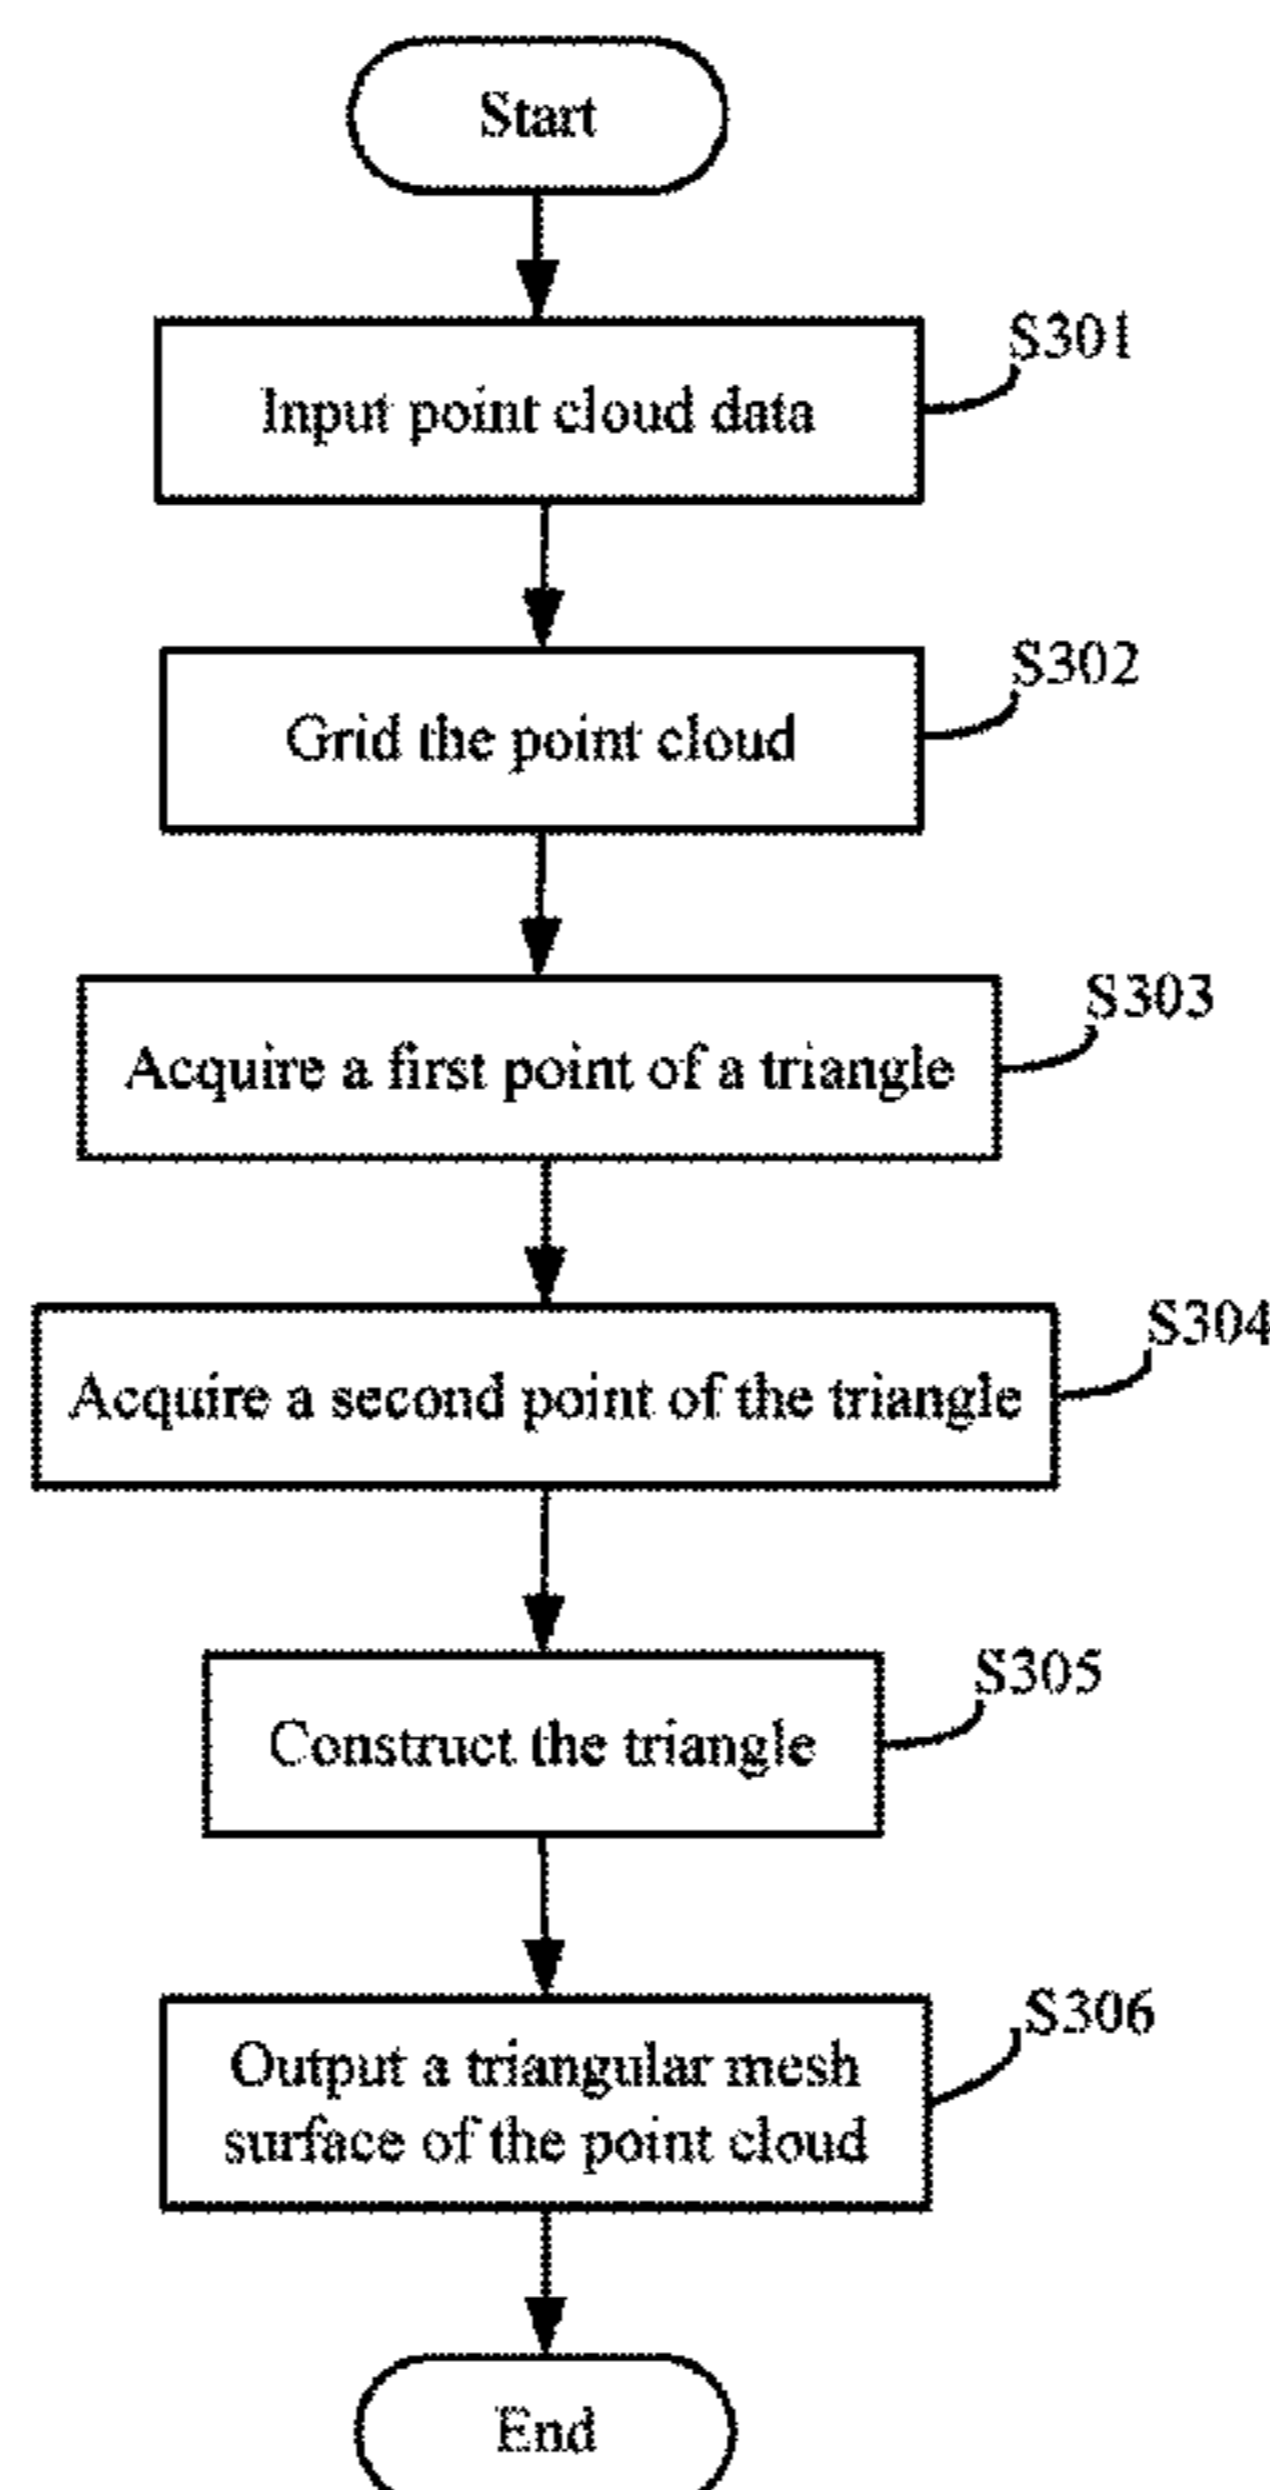 Start
S301
Input point cloud data
S302
Grid the point cloud
S303
Acquire a first point of a triangle
S304
Acquire a second point of the triangle
S305
Construct the triangle
S306
Output a triangular mesh
surface of the point cloud
End